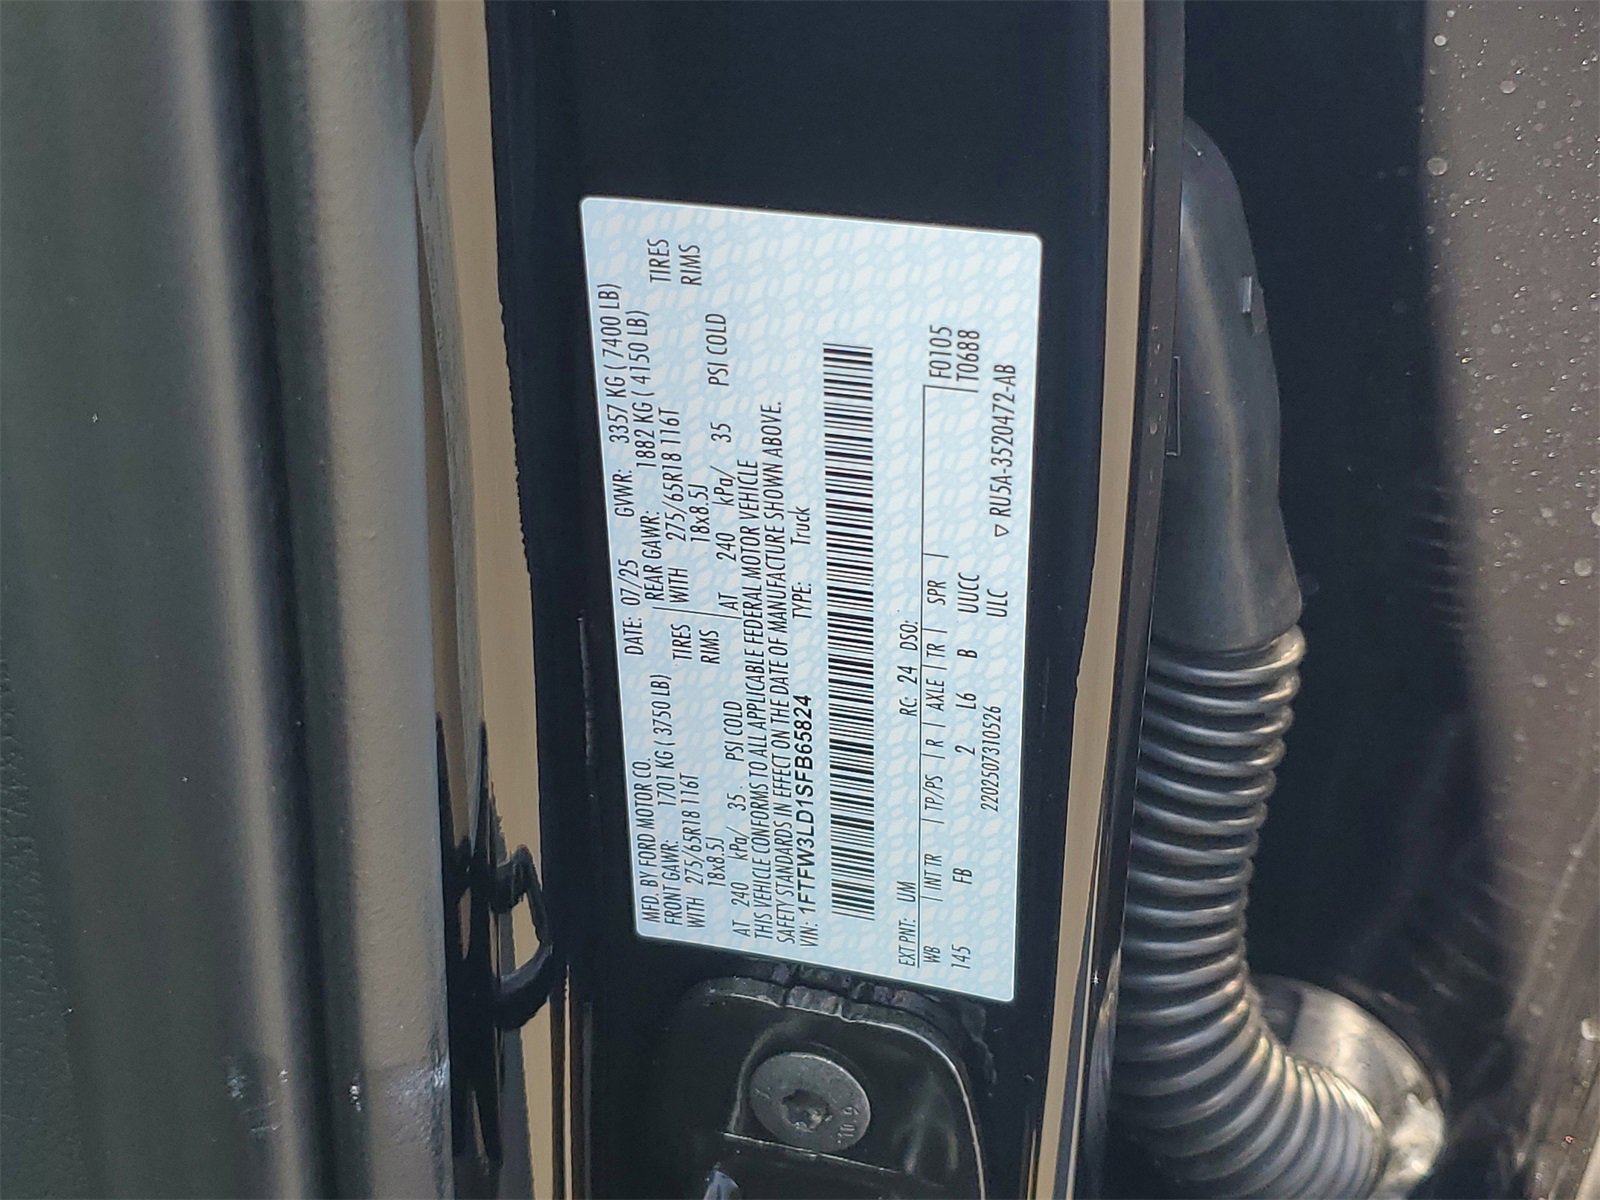 MFD. BY FORD MOTOR CO.
DATE: 07/25 GVWR: 3357 KG ( 7400 LB)
FRONT GAWR: 1701 KG ( 3750 LB) REAR GAWR: 1882 KG ( 4150 LB)
WITH 275/65R18 116T TIRES WITH 275/65R18 116T TIRES
18x8.5J RIMS 18x8.5J RIMS
AT 240 kPa/ 35 PSI COLD AT 240 kPa/ 35 PSI COLD
THIS VEHICLE CONFORMS TO ALL APPLICABLE FEDERAL MOTOR VEHICLE
SAFETY STANDARDS IN EFFECT ON THE DATE OF MANUFACTURE SHOWN ABOVE.
VIN: 1FTFW3LD1SFB65824 TYPE: Truck
EXT PNT: UM RC: 24 DSO: F0105
WB INT TR TP/PS R AXLE TR SPR T0688
145 FB 2 L6 B UUCC
2202507310526 ULC ▽ RU5A-3520472-AB
10.9